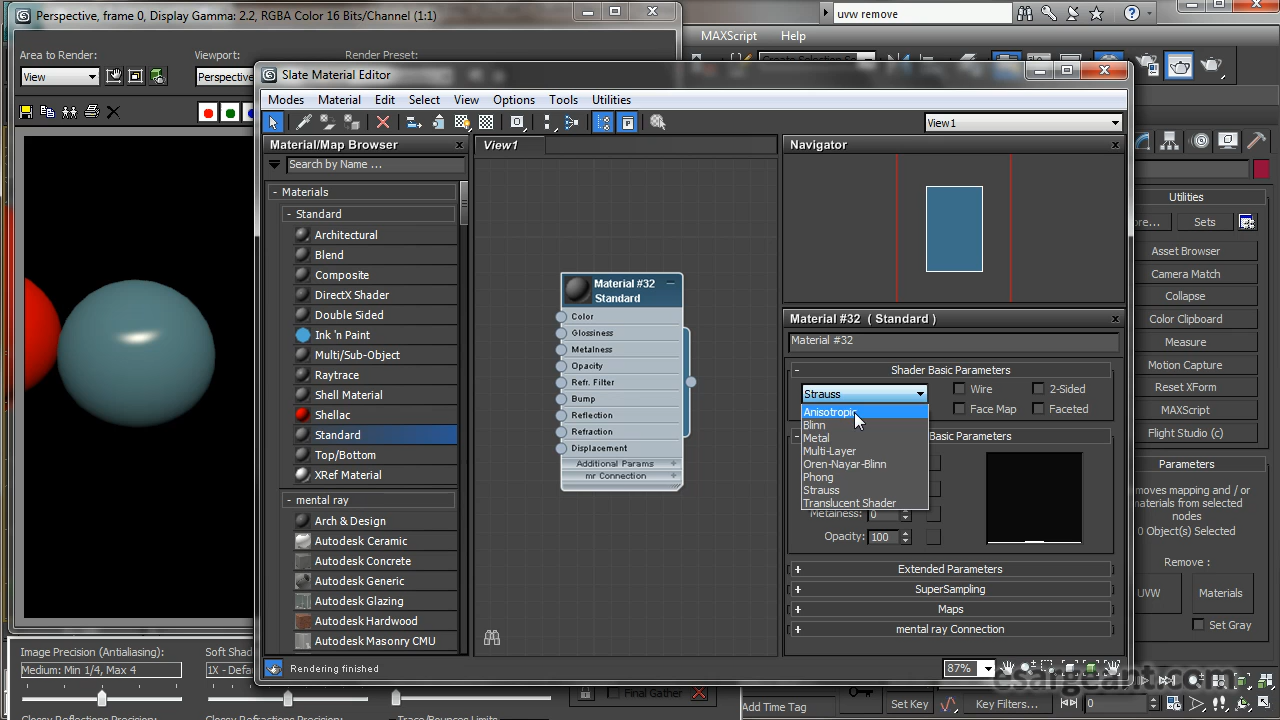 Perspective, frame 0, Display Gamma: 2.2, RGBA Color 16 Bits/Channel (1:1)
Area to Render:
Viewport:
Render Preset:
View
Perspective
uvw remove
MAXScript
Help
Slate Material Editor
Modes
Material
Edit
Select
View
Options
Tools
Utilities
View1
Material/Map Browser
View1
Navigator
Search by Name ...
- Materials
- Standard
Architectural
Blend
Composite
DirectX Shader
Double Sided
Ink 'n Paint
Multi/Sub-Object
Raytrace
Shell Material
Shellac
Standard
Top/Bottom
XRef Material
- mental ray
Arch & Design
Autodesk Ceramic
Autodesk Concrete
Autodesk Generic
Autodesk Glazing
Autodesk Hardwood
Autodesk Masonry CMU
Material #32
Standard
Color
Glossiness
Metalness
Opacity
Refr. Filter
Bump
Reflection
Refraction
Displacement
Additional Params +
mr Connection +
Material #32 ( Standard )
Material #32
- Shader Basic Parameters
Strauss
Wire
2-Sided
Face Map
Faceted
Anisotropic
Blinn
Metal
Multi-Layer
Oren-Nayar-Blinn
Phong
Strauss
Translucent Shader
Basic Parameters
Metalness: 0
Opacity: 100
+ Extended Parameters
+ SuperSampling
+ Maps
+ mental ray Connection
Rendering finished
87%
Utilities
Sets
Asset Browser
Camera Match
Collapse
Color Clipboard
Measure
Motion Capture
Reset XForm
MAXScript
Flight Studio (c)
Parameters
moves mapping and / or
materials from selected
nodes
0 Object(s) Selected
Remove :
UVW
Materials
Set Gray
Image Precision (Antialiasing):
Soft Shad
Medium: Min 1/4, Max 4
1X - Defa
Final Gather
Add Time Tag
Set Key
Key Filters...
0
esargeant.com